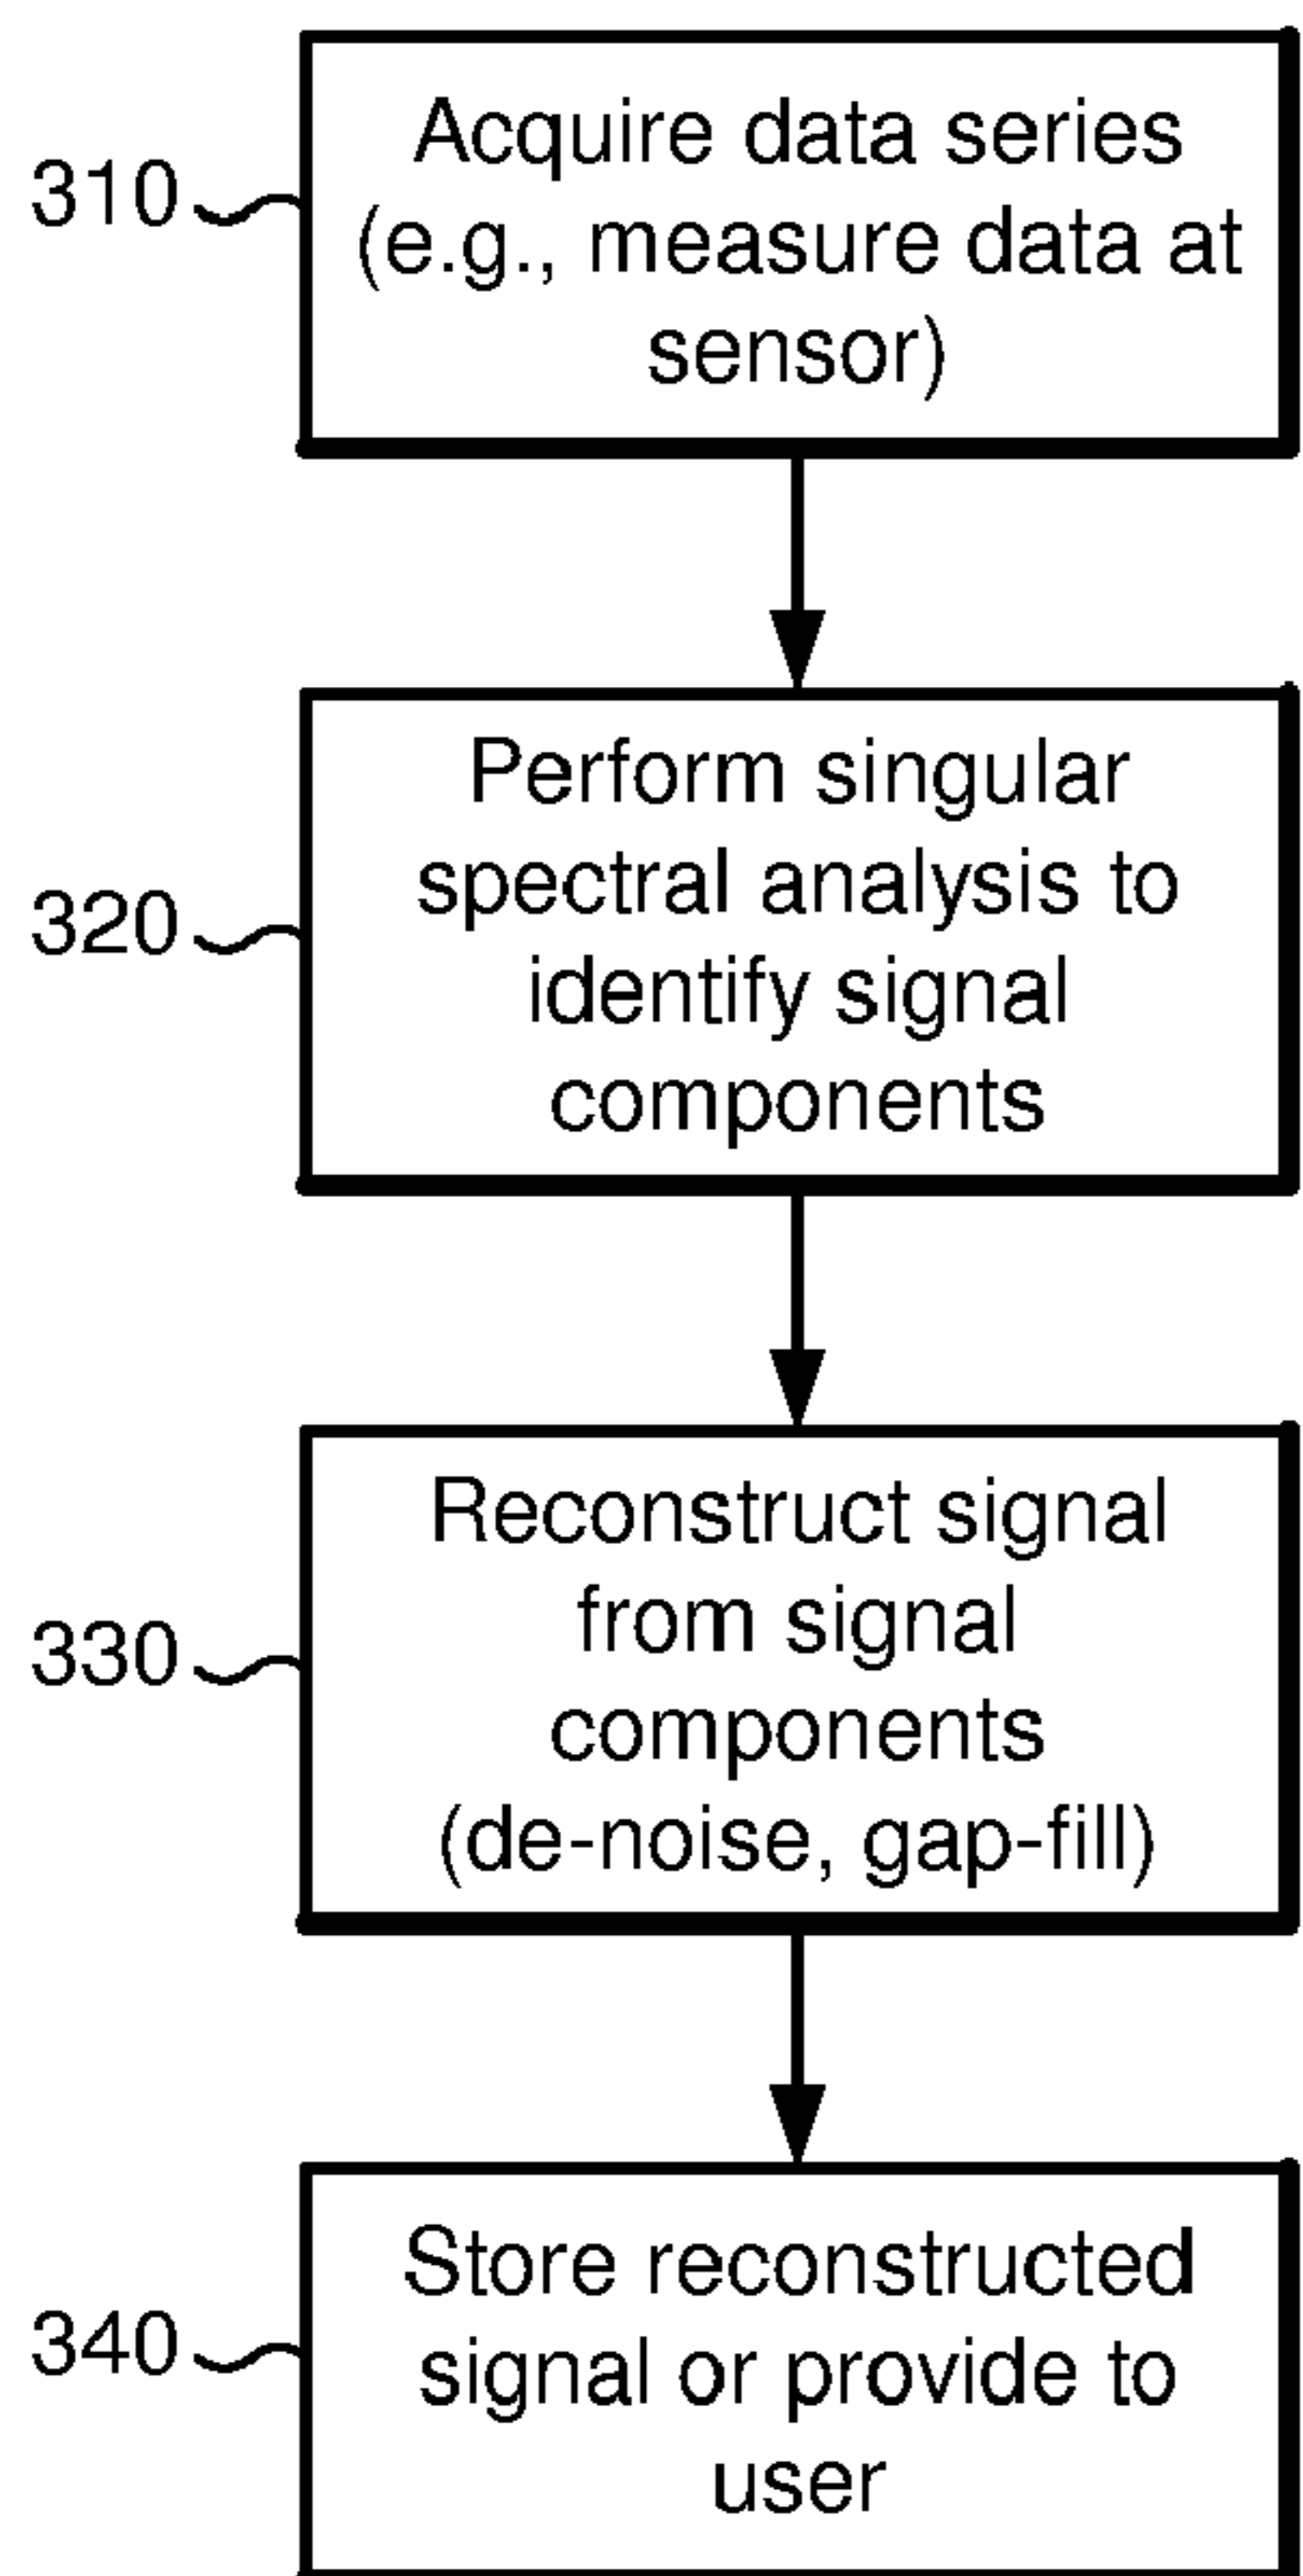 310
Acquire data series
(e.g., measure data at
sensor)
320
Perform singular
spectral analysis to
identify signal
components
330
Reconstruct signal
from signal
components
(de-noise, gap-fill)
340
Store reconstructed
signal or provide to
user